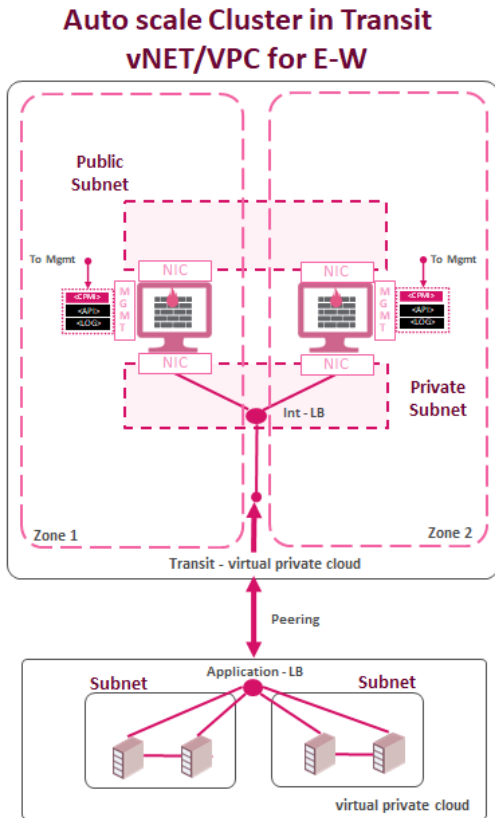 Auto scale Cluster in Transit
vNET/VPC for E-W
Public
Subnet
To Mgmt
To Mgmt
NIC
NIC
MGMT
MGMT
<CPMI>
<API>
<LOG>
<CPMI>
<API>
<LOG>
NIC
NIC
Private
Subnet
Int - LB
Zone 1
Zone 2
Transit - virtual private cloud
Peering
Application - LB
Subnet
Subnet
virtual private cloud